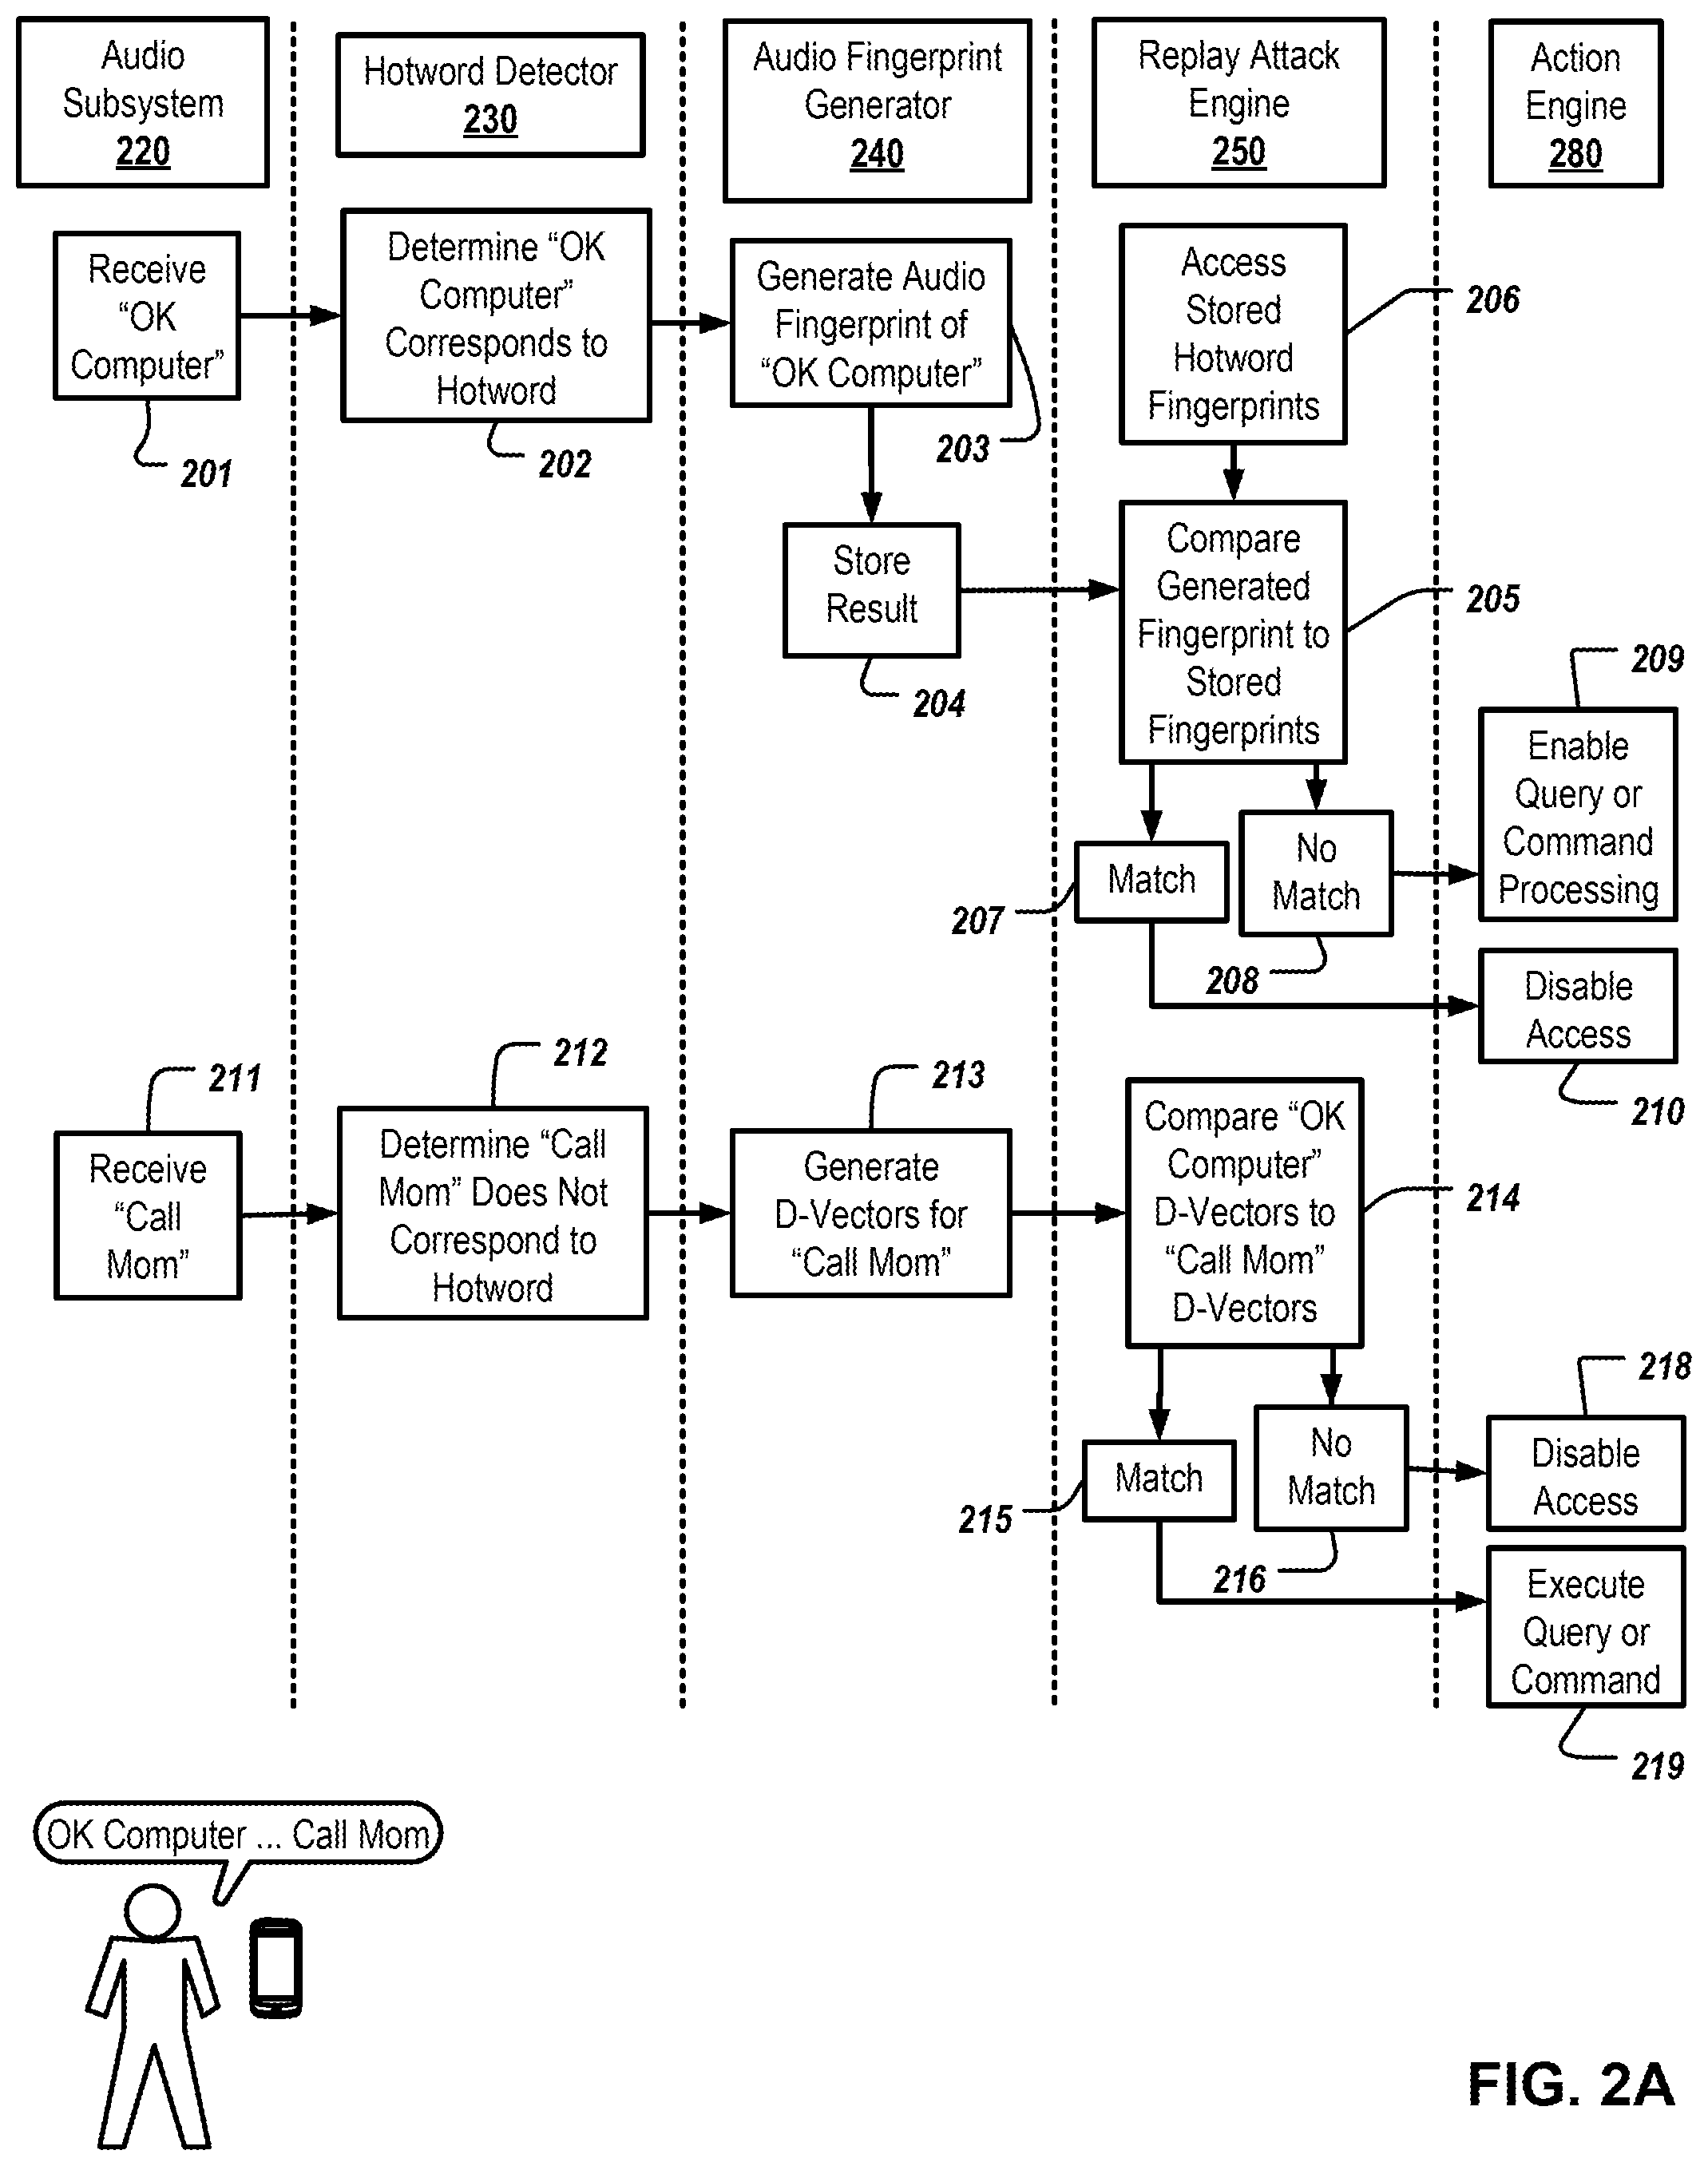 Audio
Subsystem
220
Hotword Detector
230
Audio Fingerprint
Generator
240
Replay Attack
Engine
250
Action
Engine
280
Receive
“OK
Computer”
201
Determine “OK
Computer”
Corresponds to
Hotword
202
Generate Audio
Fingerprint of
“OK Computer”
203
Store
Result
204
Access
Stored
Hotword
Fingerprints
206
Compare
Generated
Fingerprint to
Stored
Fingerprints
205
Match
207
No
Match
208
209
Enable
Query or
Command
Processing
Disable
Access
210
211
Receive
“Call
Mom”
212
Determine “Call
Mom” Does Not
Correspond to
Hotword
213
Generate
D-Vectors for
“Call Mom”
Compare “OK
Computer”
D-Vectors to
“Call Mom”
D-Vectors
214
Match
215
No
Match
216
218
Disable
Access
Execute
Query or
Command
219
OK Computer ... Call Mom
FIG. 2A